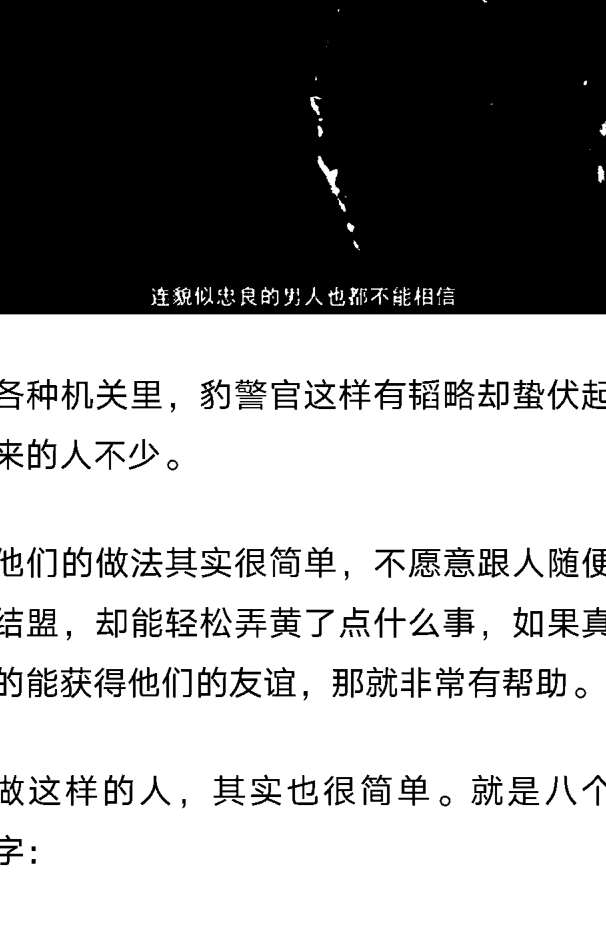 连貌似忠良的男人也都不能相信
各种机关里，豹警官这样有韬略却蛰伏起
来的人不少。
他们的做法其实很简单，不愿意跟人随便
结盟，却能轻松弄黄了点什么事，如果真
的能获得他们的友谊，那就非常有帮助。
做这样的人，其实也很简单。就是八个
字：